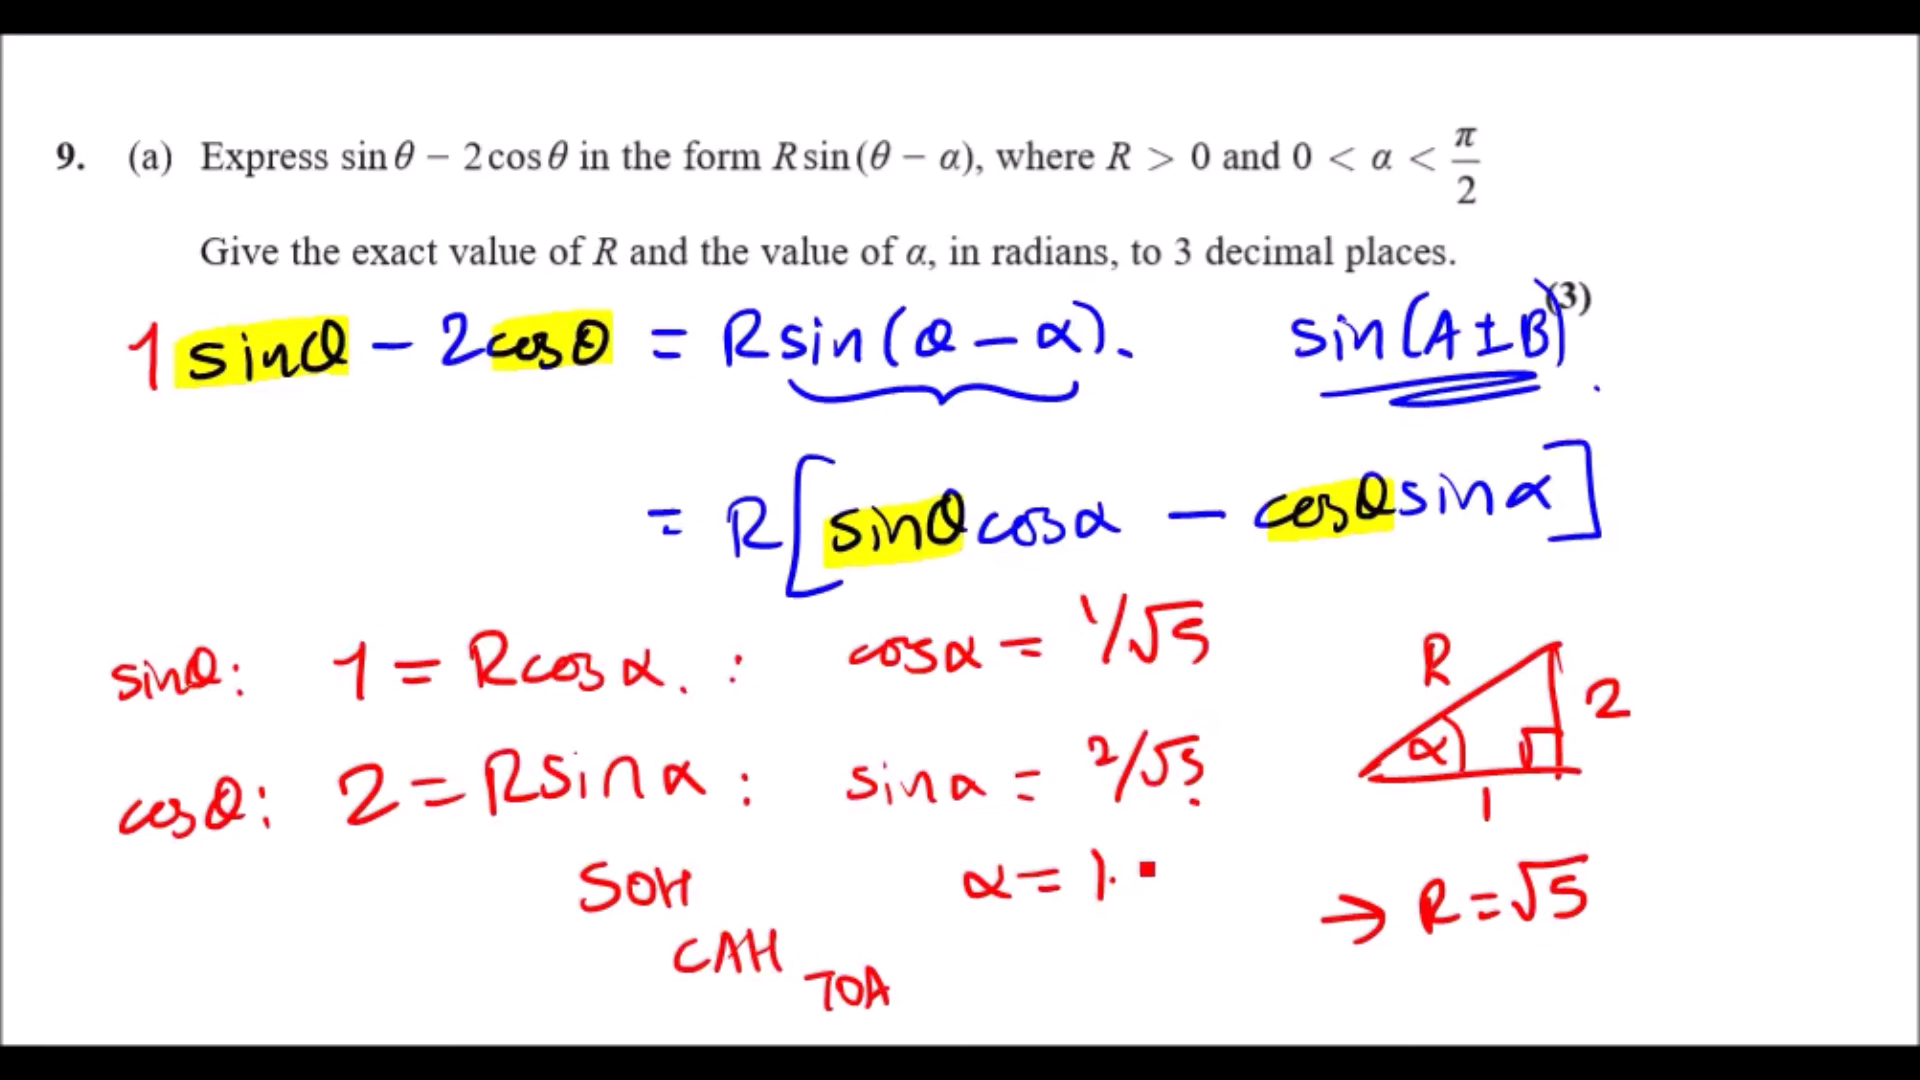 9. (a) Express sin θ − 2 cos θ in the form R sin (θ − α), where R > 0 and 0 < α < π/2
Give the exact value of R and the value of α, in radians, to 3 decimal places.
(3)
1 sinθ − 2cosθ = Rsin(θ − α). sin(A ± B)
= R[sinθcosα − cosθsinα]
sinθ: 1 = Rcosα. : cosα = 1/√5
cosθ: 2 = Rsinα : sinα = 2/√5
R
α
2
1
SOH
CAH
TOA
α = 1.
→ R = √5